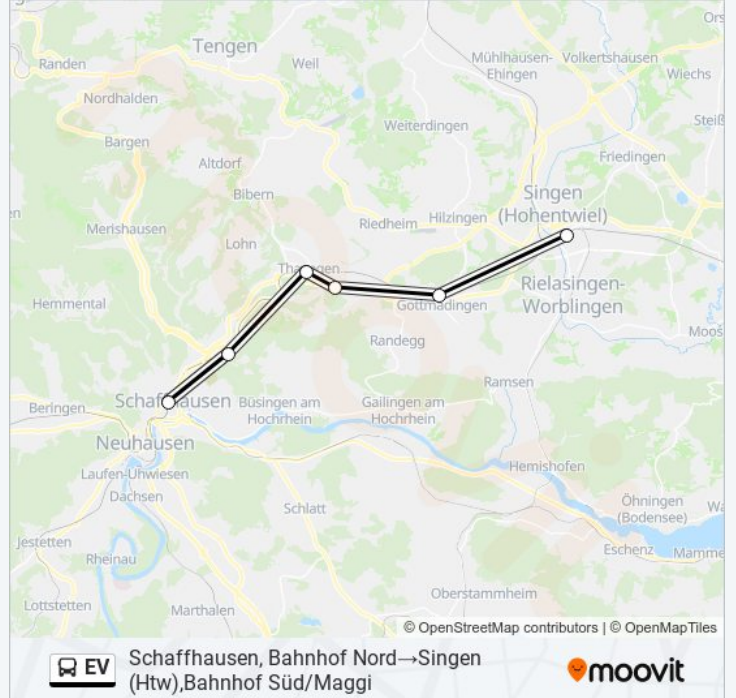 Tengen
Randen
Weil
Mühlhausen-
Ehingen
Volkertshausen
Wiechs
Nordhalden
Weiterdingen
Bargen
Altdorf
Friedingen
Bibern
Singen
(Hohentwiel)
Merishausen
Riedheim
Hilzingen
Lohn
Rielasingen-
Worblingen
Hemmental
Gottmadingen
Randegg
Ramsen
Schaffhausen
Beringen
Büsingen am
Hochrhein
Gailingen am
Hochrhein
Neuhausen
Laufen-Uhwiesen
Dachsen
Hemishofen
Schlatt
Öhningen
(Bodensee)
Jestetten
Rheinau
Eschenz
Lottstetten
Marthalen
Oberstammheim
© OpenStreetMap contributors | © OpenMapTiles
EV
Schaffhausen, Bahnhof Nord→Singen
(Htw),Bahnhof Süd/Maggi
moovit